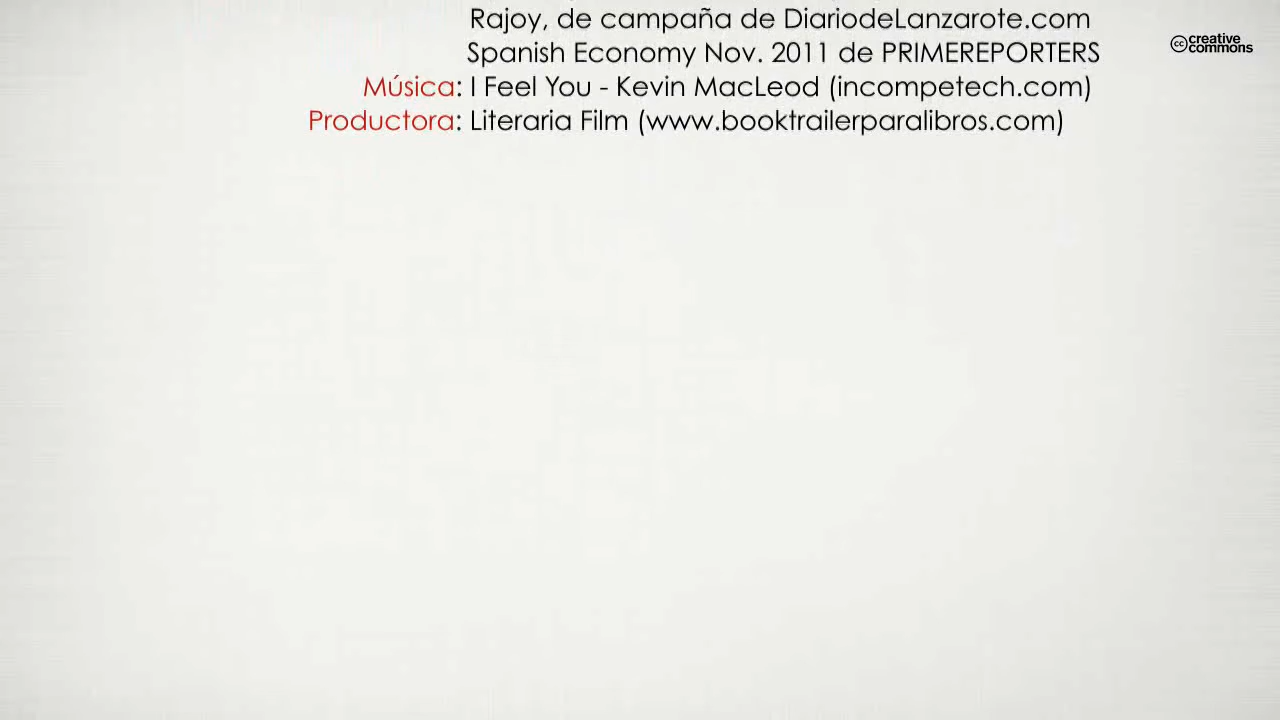 Rajoy, de campaña de DiariodeLanzarote.com
Spanish Economy Nov. 2011 de PRIMEREPORTERS
Música: I Feel You - Kevin MacLeod (incompetech.com)
Productora: Literaria Film (www.booktrailerparalibros.com)
cc creative
commons